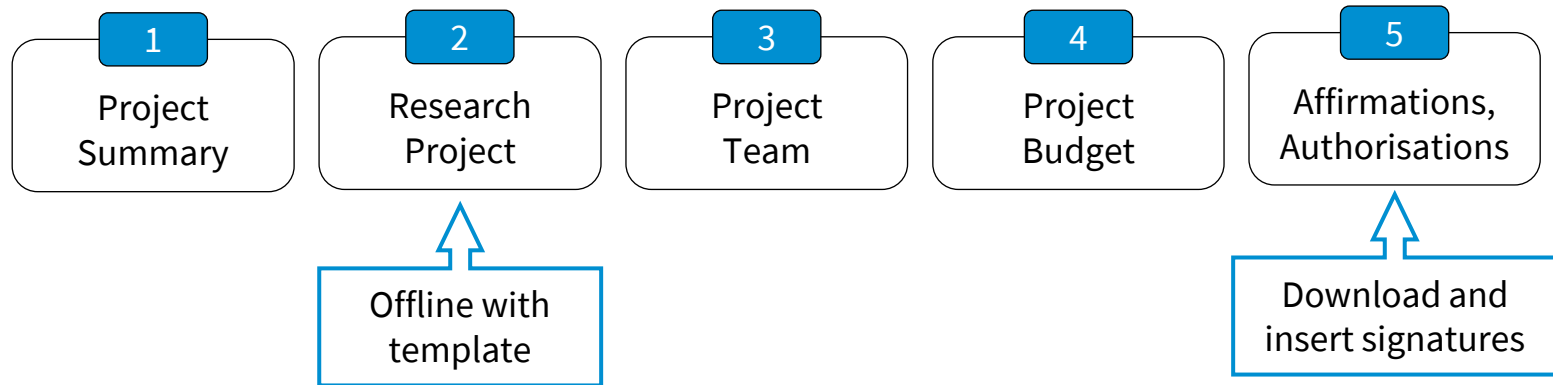 1
Project
Summary
2
Research
Project
3
Project
Team
4
Project
Budget
5
Affirmations,
Authorisations
Offline with
template
Download and
insert signatures